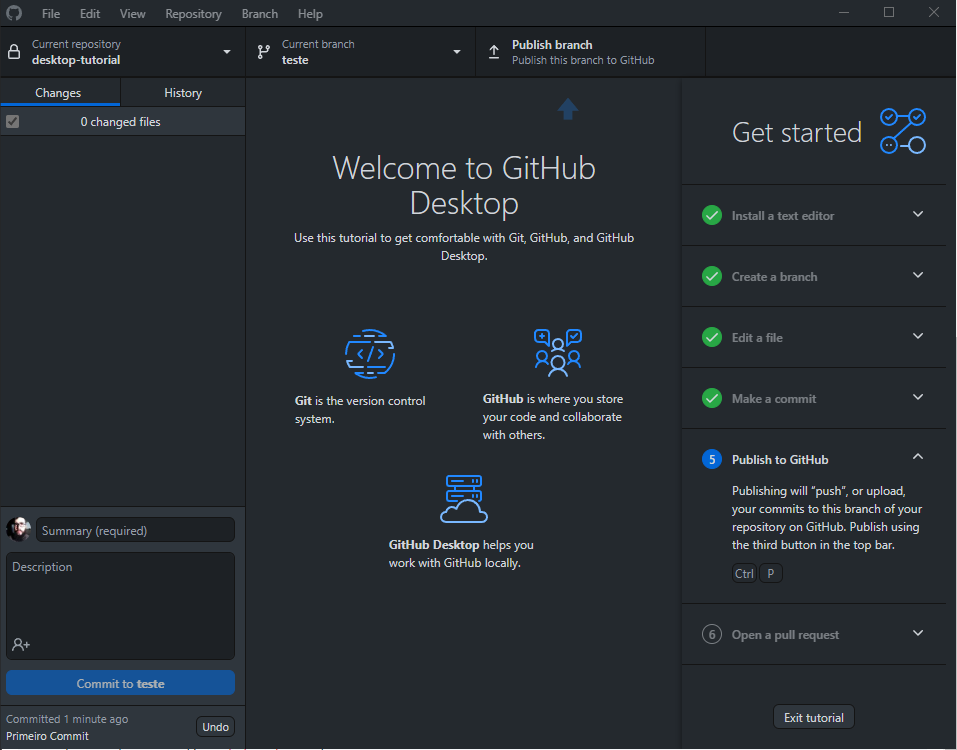 File Edit View Repository Branch Help
Current repository
desktop-tutorial
Current branch
teste
Publish branch
Publish this branch to GitHub
Changes History
0 changed files
Welcome to GitHub
Desktop
Use this tutorial to get comfortable with Git, GitHub, and GitHub
Desktop.
Git is the version control
system.
GitHub is where you store
your code and collaborate
with others.
GitHub Desktop helps you
work with GitHub locally.
Summary (required)
Description
Commit to teste
Committed 1 minute ago
Primeiro Commit
Undo
Get started
Install a text editor
Create a branch
Edit a file
Make a commit
5 Publish to GitHub
Publishing will “push”, or upload,
your commits to this branch of your
repository on GitHub. Publish using
the third button in the top bar.
Ctrl P
6 Open a pull request
Exit tutorial